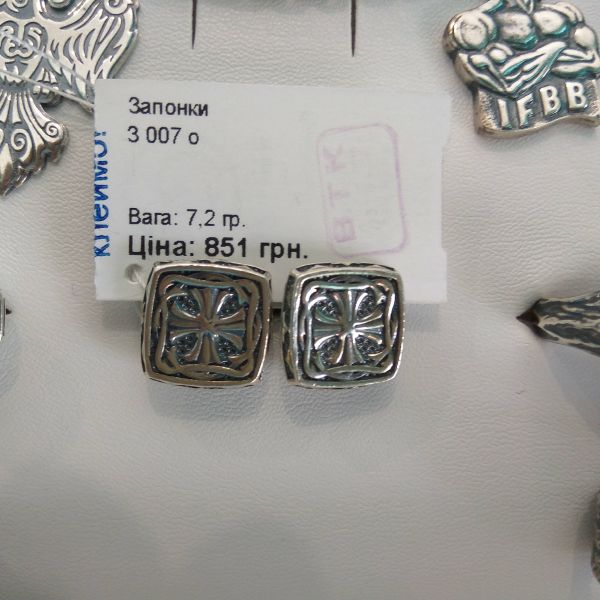 Запонки
3 007 о
Вага: 7,2 гр.
Ціна: 851 грн.
ВТК
клеймо!
IFBB